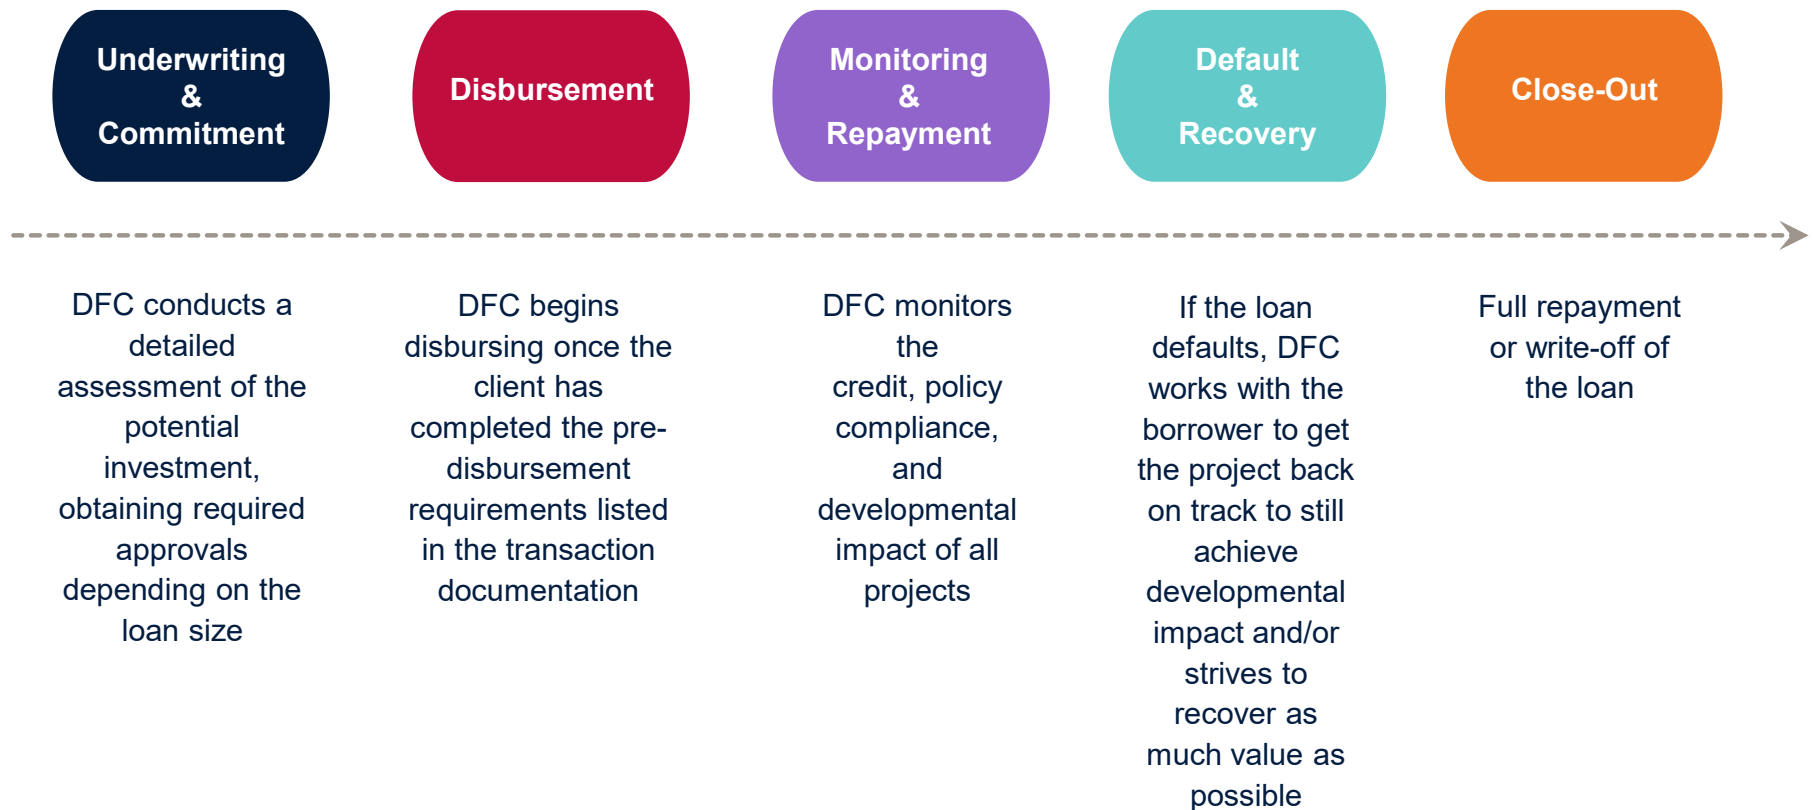 Underwriting
&
Commitment
Disbursement
Monitoring
&
Repayment
Default
&
Recovery
Close-Out
DFC conducts a
detailed
assessment of the
potential
investment,
obtaining required
approvals
depending on the
loan size
DFC begins
disbursing once the
client has
completed the pre-
disbursement
requirements listed
in the transaction
documentation
DFC monitors
the
credit, policy
compliance,
and
developmental
impact of all
projects
If the loan
defaults, DFC
works with the
borrower to get
the project back
on track to still
achieve
developmental
impact and/or
strives to
recover as
much value as
possible
Full repayment
or write-off of
the loan